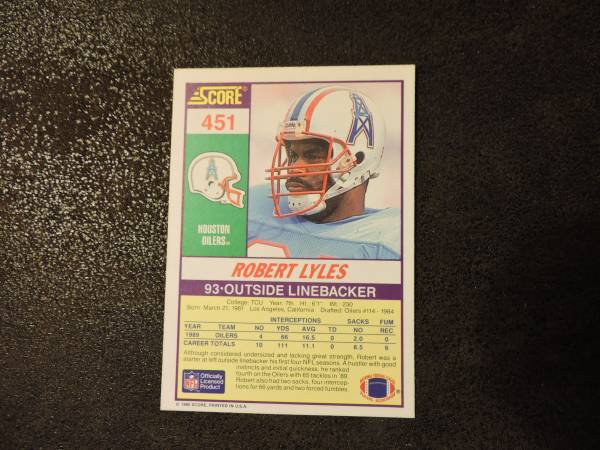 SCORE®
451
HOUSTON
OILERS™
ROBERT LYLES
93·OUTSIDE LINEBACKER
College: TCU Year: 7th Ht: 6'1" Wt: 230
Born: March 21, 1961 Los Angeles, California Drafted: Oilers #114 - 1984
INTERCEPTIONS SACKS FUM
YEAR TEAM NO YDS AVG TD NO REC
1989 OILERS 4 66 16.5 0 2.0 0
CAREER TOTALS 10 111 11.1 0 6.5 6
Although considered undersized and lacking great strength, Robert was a
starter at left outside linebacker his first four NFL seasons. A hustler with good
instincts and initial quickness, he ranked
fourth on the Oilers with 65 tackles in '89.
Robert also had two sacks, four intercep-
tions for 66 yards and two forced fumbles.
NFL
Officially
Licensed
Product
PRINTED IN U.S.A.